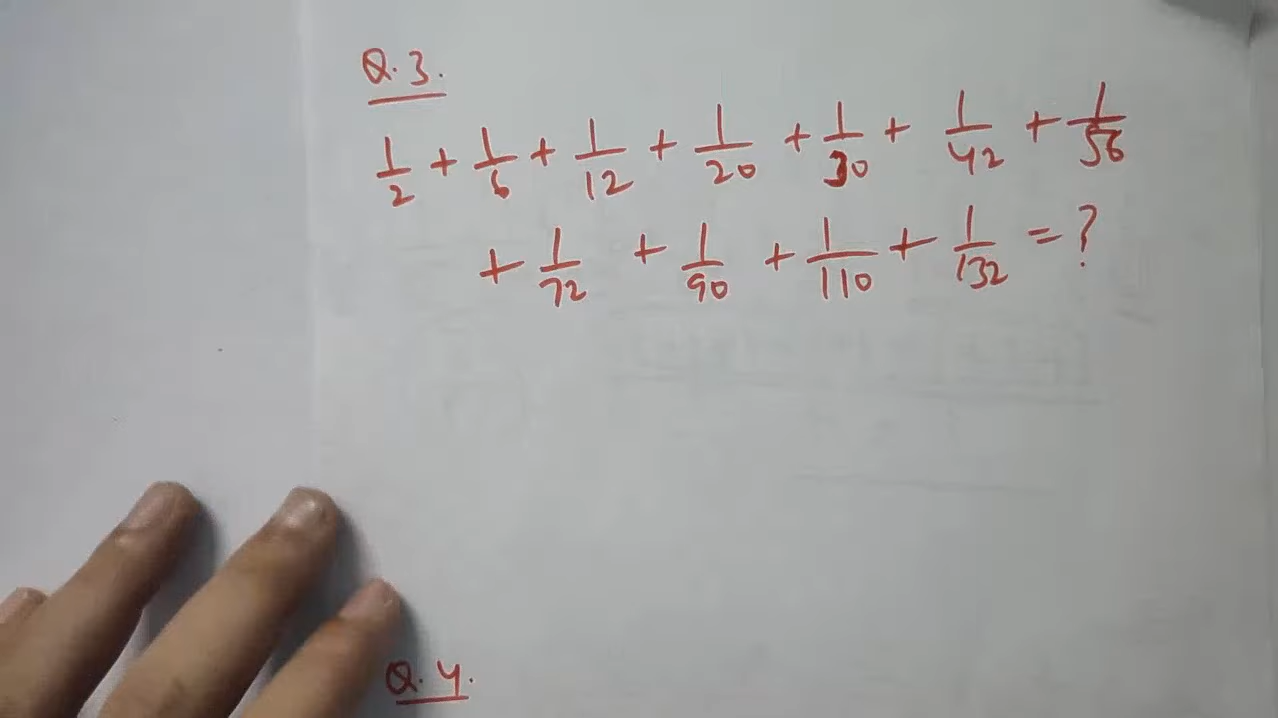 Q.3.
1/2 + 1/6 + 1/12 + 1/20 + 1/30 + 1/42 + 1/56
+ 1/72 + 1/90 + 1/110 + 1/132 = ?
Q.4.